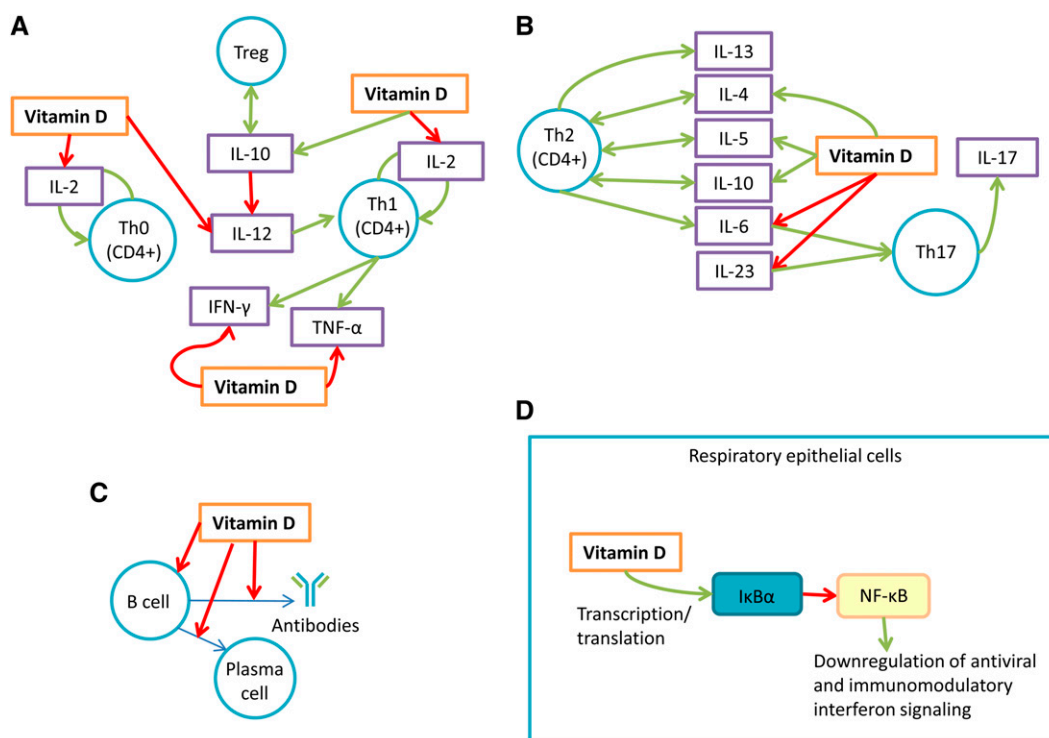 A
Treg
Vitamin D
Vitamin D
IL-10
IL-2
IL-2
Th0
(CD4+)
Th1
(CD4+)
IL-12
IFN-γ
TNF-α
Vitamin D
B
IL-13
IL-4
Th2
(CD4+)
IL-5
Vitamin D
IL-17
IL-10
IL-6
Th17
IL-23
C
Vitamin D
B cell
Antibodies
Plasma
cell
D
Respiratory epithelial cells
Vitamin D
IκBα
NF-κB
Transcription/
translation
Downregulation of antiviral
and immunomodulatory
interferon signaling